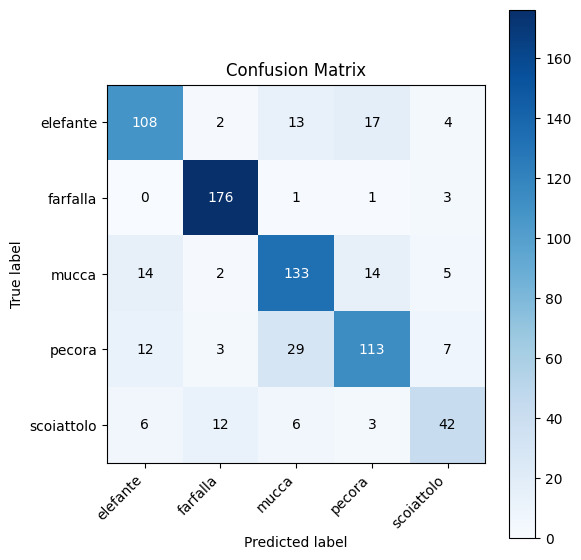 Confusion Matrix
True label
elefante 108 2 13 17 4
farfalla 0 176 1 1 3
mucca 14 2 133 14 5
pecora 12 3 29 113 7
scoiattolo 6 12 6 3 42
elefante farfalla mucca pecora scoiattolo
Predicted label
160
140
120
100
80
60
40
20
0